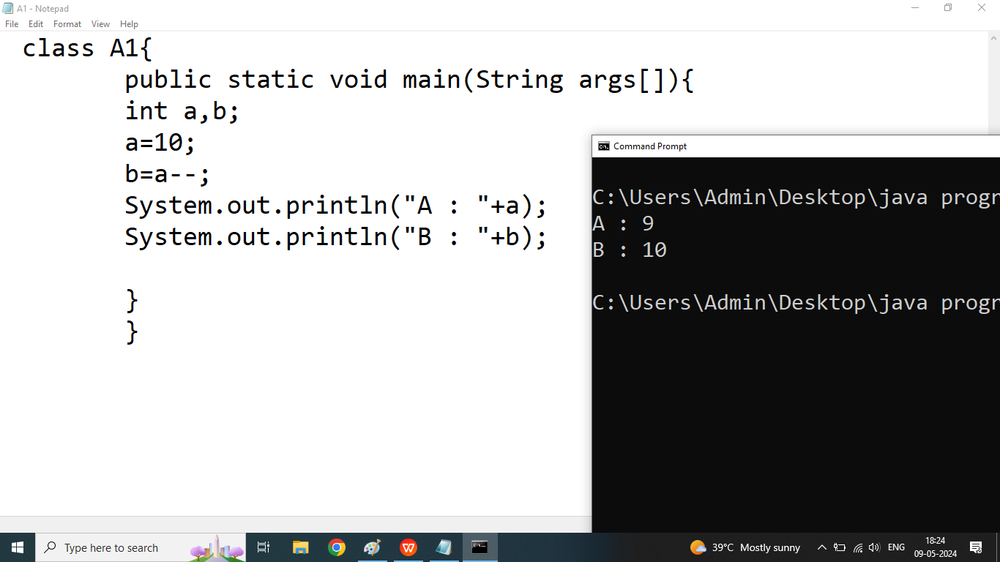 A1 - Notepad
File Edit Format View Help
class A1{
public static void main(String args[]){
int a,b;
a=10;
b=a--;
System.out.println("A : "+a);
System.out.println("B : "+b);
}
}
Command Prompt
C:\Users\Admin\Desktop\java progr
A : 9
B : 10
C:\Users\Admin\Desktop\java progr
Type here to search
39°C Mostly sunny
ENG
18:24
09-05-2024